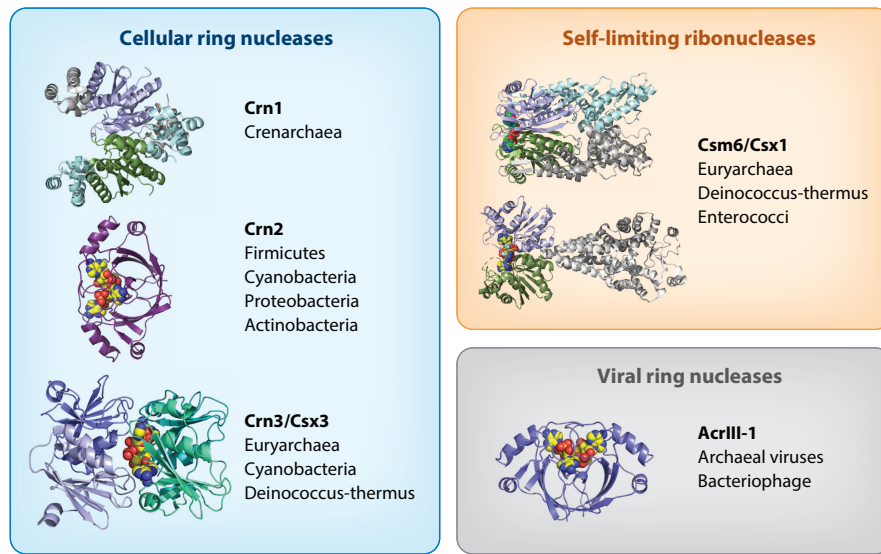 Cellular ring nucleases
Crn1
Crenarchaea
Crn2
Firmicutes
Cyanobacteria
Proteobacteria
Actinobacteria
Crn3/Csx3
Euryarchaea
Cyanobacteria
Deinococcus-thermus
Self-limiting ribonucleases
Csm6/Csx1
Euryarchaea
Deinococcus-thermus
Enterococci
Viral ring nucleases
AcrIII-1
Archaeal viruses
Bacteriophage